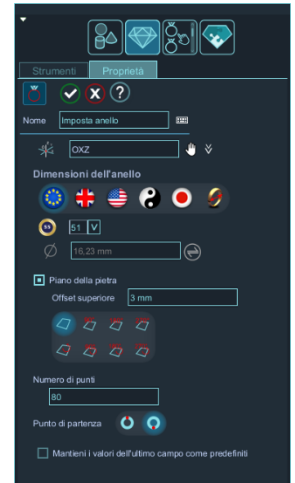 Strumenti Proprietà
?
Nome Imposta anello
OXZ
Dimensioni dell'anello
51 V
16,23 mm
Piano della pietra
Offset superiore 3 mm
Numero di punti
80
Punto di partenza
Mantieni i valori dell'ultimo campo come predefiniti